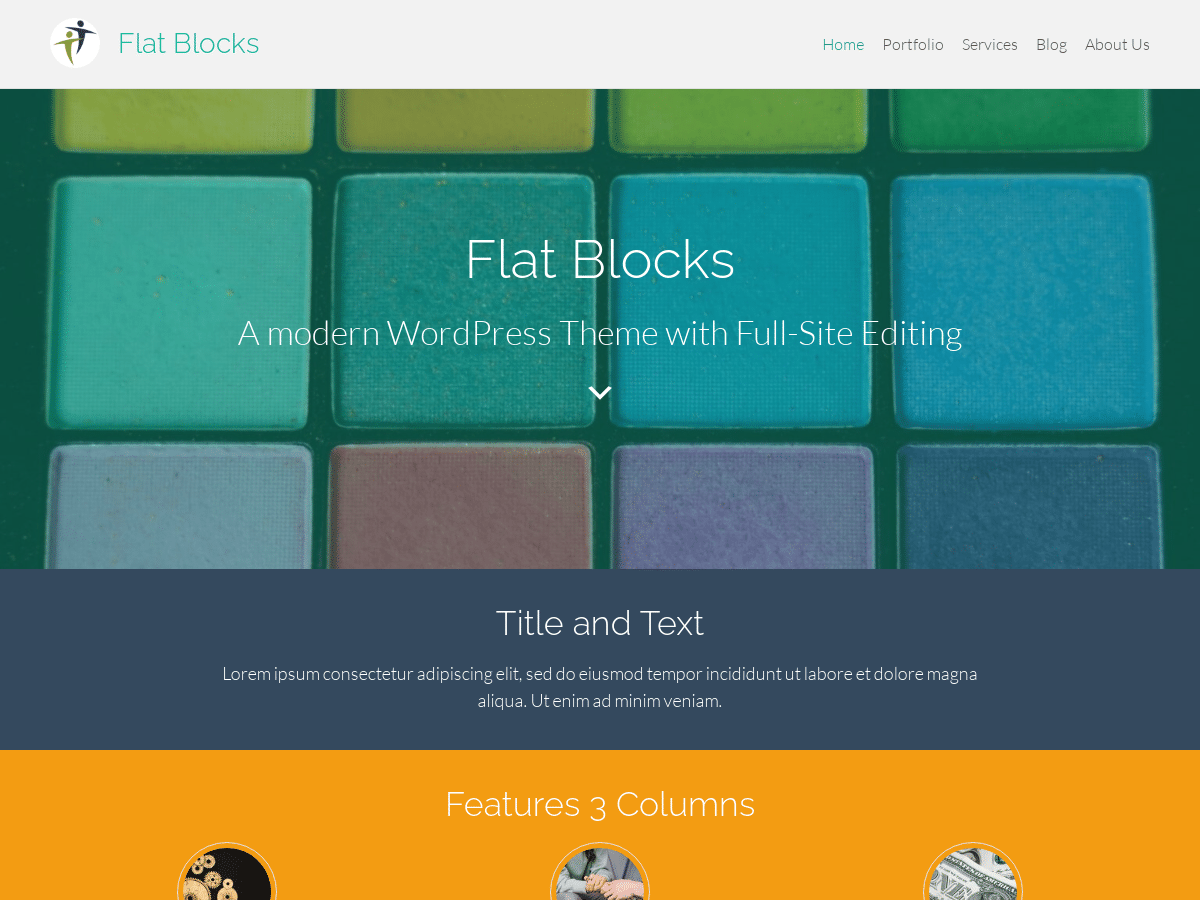 Flat Blocks
Home Portfolio Services Blog About Us
Flat Blocks
A modern WordPress Theme with Full-Site Editing
Title and Text
Lorem ipsum consectetur adipiscing elit, sed do eiusmod tempor incididunt ut labore et dolore magna
aliqua. Ut enim ad minim veniam.
Features 3 Columns